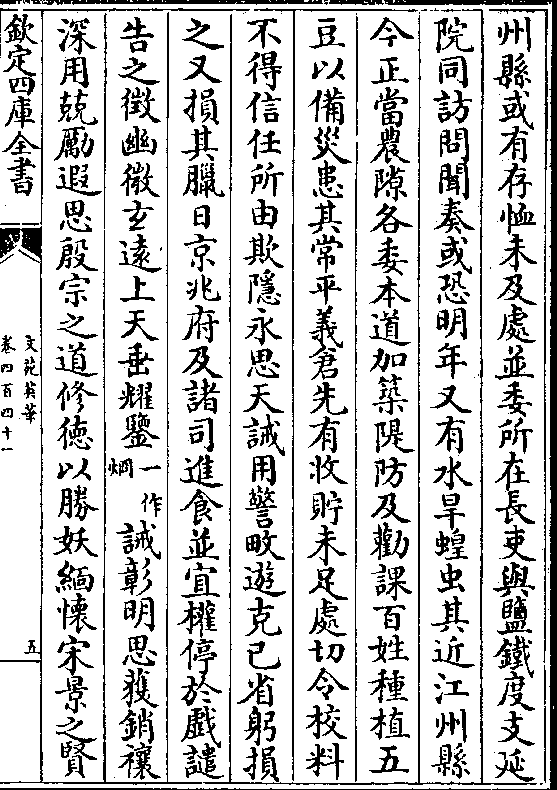 州縣或有存恤未及處並委所在長吏與鹽鐵度支延
院同訪問聞奏或恐明年又有水旱蝗虫其近江州縣
今正當農隙各委本道加築隄防及勸課百姓種植五
豆以備災患其常平義倉先有收貯未足處切令校料
不得信任所由欺隱永思天誡用警畋遊克已省躬損
之又損其臘日京兆府及諸司進食並宜權停於戲譴
告之徵幽微玄遠上天垂耀鑒一作烱誡彰明思獲銷禳
深用兢勵遐思殷宗之道修德以勝妖緬懷宋景之賢
欽定四庫全書
文苑英華
卷四百四十一
五